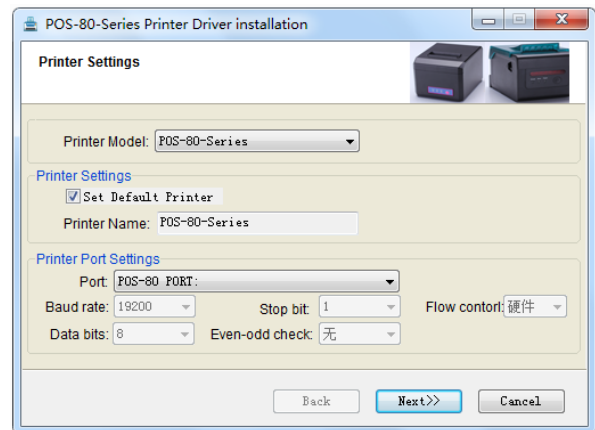 POS-80-Series Printer Driver installation
Printer Settings
Printer Model: POS-80-Series
Printer Settings
Set Default Printer
Printer Name: POS-80-Series
Printer Port Settings
Port: POS-80 PORT:
Baud rate: 19200 Stop bit: 1 Flow contorl: 硬件
Data bits: 8 Even-odd check: 无
Back Next>> Cancel